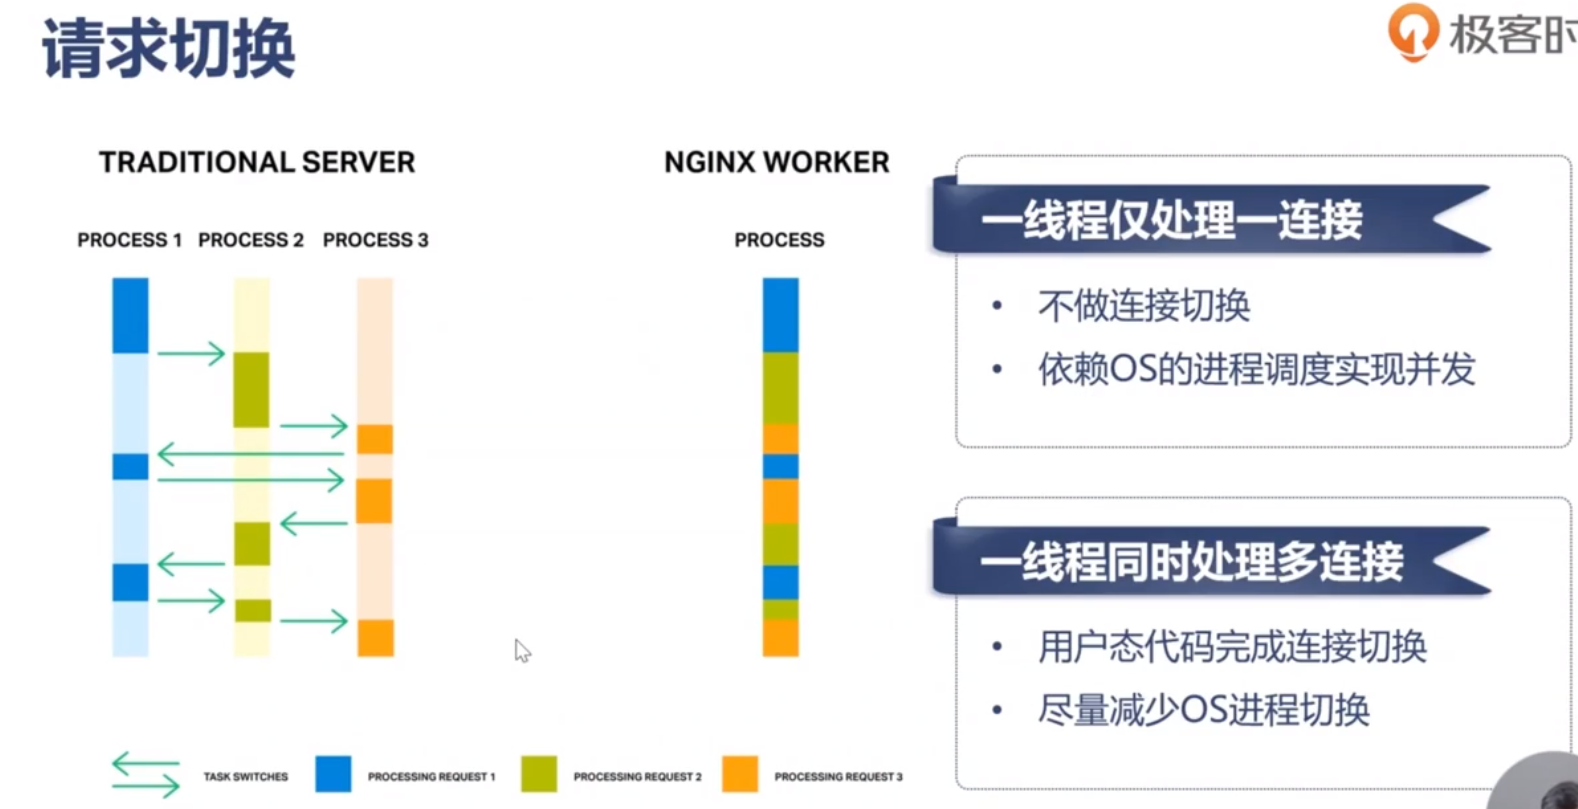 请求切换
极客时
TRADITIONAL SERVER
NGINX WORKER
PROCESS 1 PROCESS 2 PROCESS 3
PROCESS
一线程仅处理一连接
• 不做连接切换
• 依赖OS的进程调度实现并发
一线程同时处理多连接
• 用户态代码完成连接切换
• 尽量减少OS进程切换
TASK SWITCHES
PROCESSING REQUEST 1
PROCESSING REQUEST 2
PROCESSING REQUEST 3